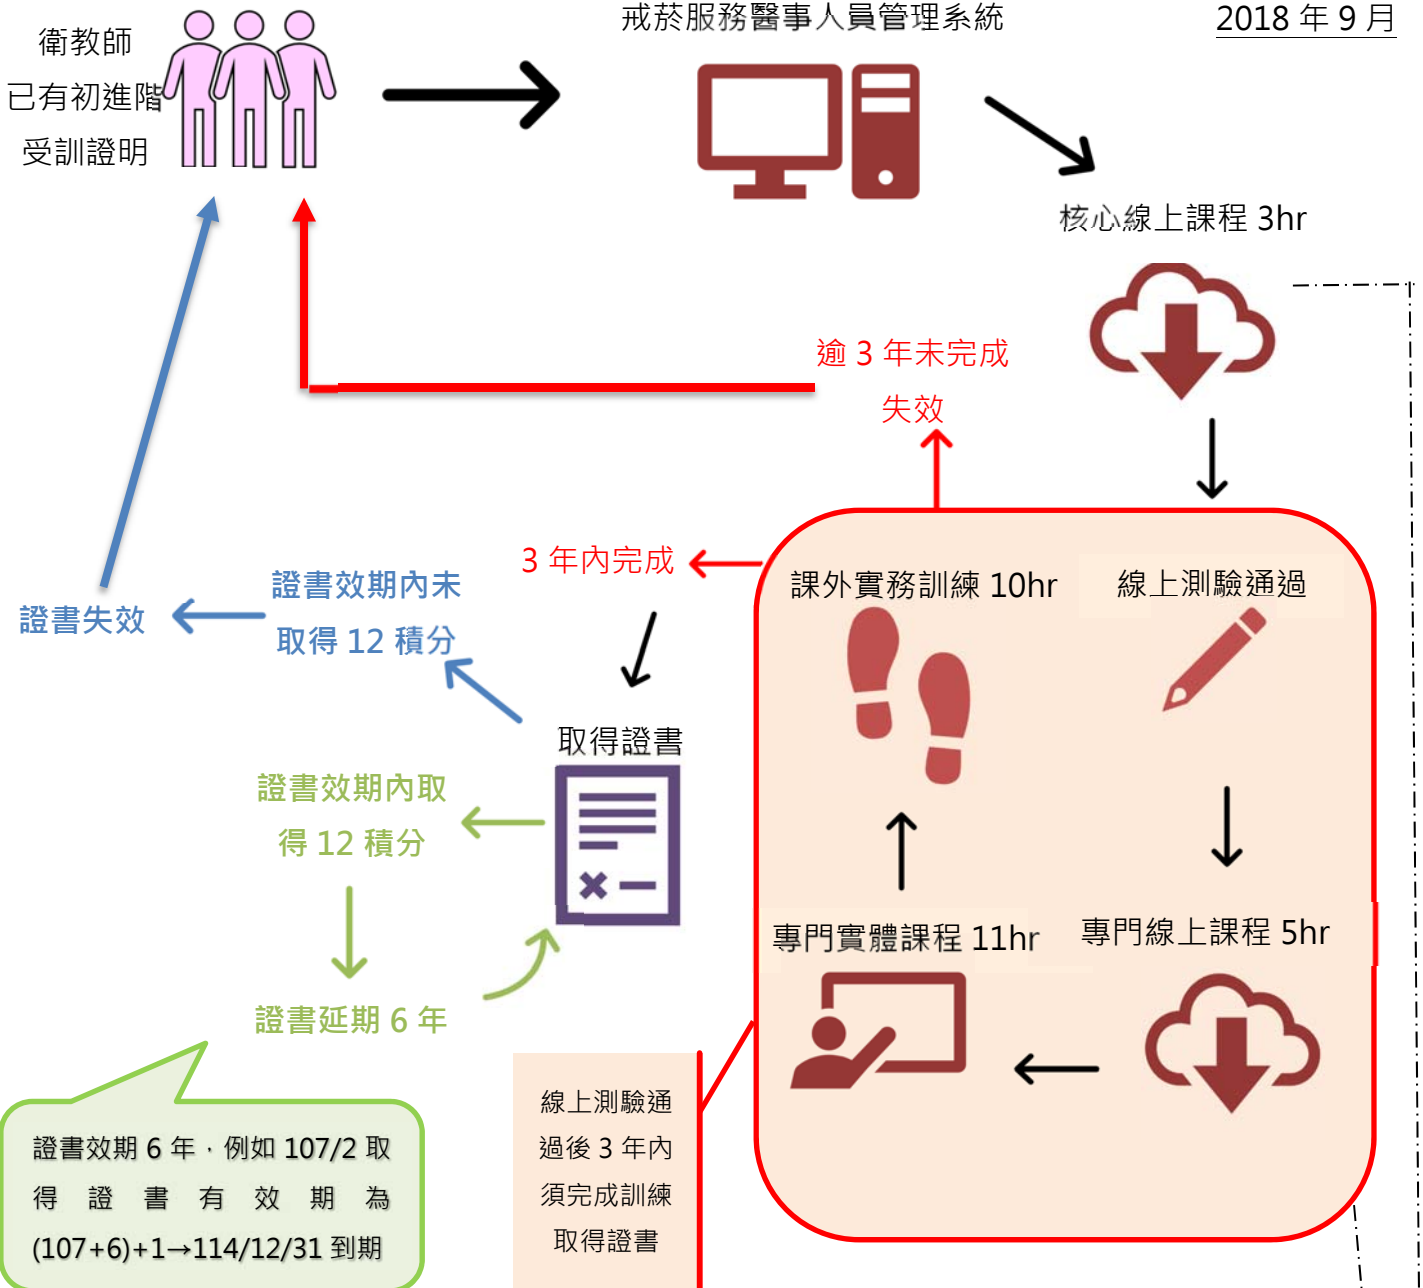 戒菸服務醫事人員管理系統
2018 年 9 月
衛教師
已有初進階
受訓證明
核心線上課程 3hr
逾 3 年未完成
失效
3 年內完成
課外實務訓練 10hr
線上測驗通過
證書效期內未
取得 12 積分
證書失效
取得證書
證書效期內取
得 12 積分
專門實體課程 11hr
專門線上課程 5hr
證書延期 6 年
線上測驗通
過後 3 年內
須完成訓練
取得證書
證書效期 6 年，例如 107/2 取
得證書有效期為
(107+6)+1→114/12/31 到期